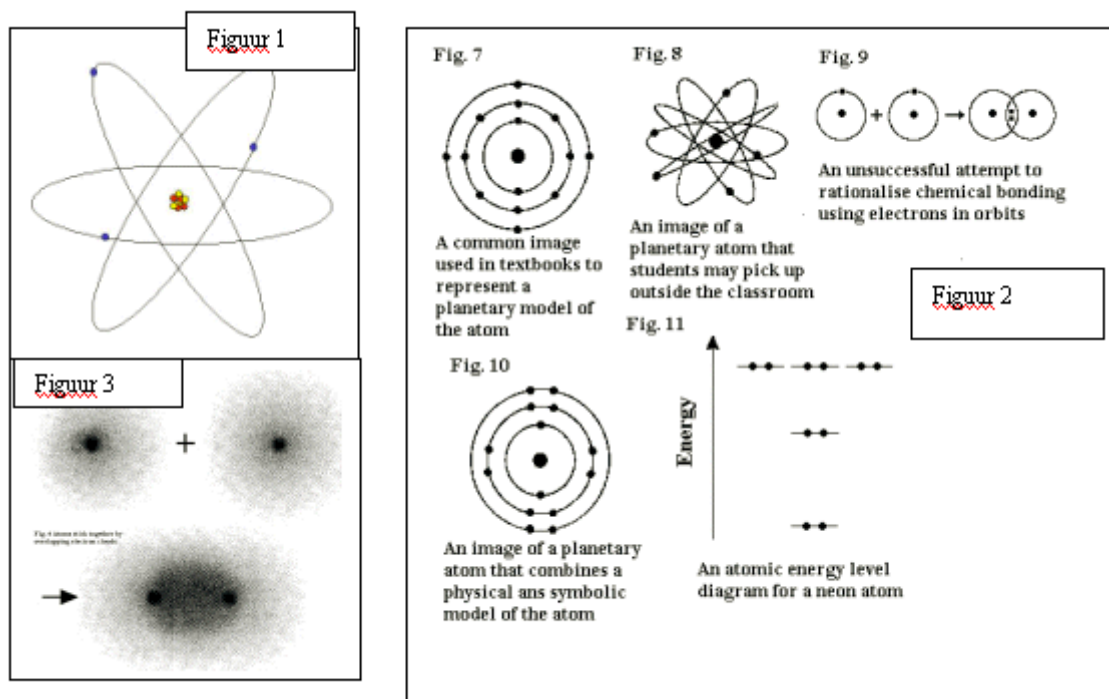 Figuur 1
Figuur 3
+
Fig. 7
A common image
used in textbooks to
represent a
planetary model of
the atom
Fig. 8
An image of a
planetary atom that
students may pick up
outside the classroom
Fig. 9
+
An unsuccessful attempt to
rationalise chemical bonding
using electrons in orbits
Figuur 2
Fig. 10
An image of a planetary
atom that combines a
physical ans symbolic
model of the atom
Fig. 11
Energy
An atomic energy level
diagram for a neon atom